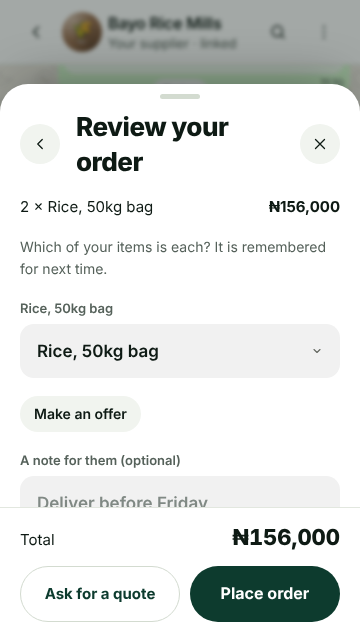 Bayo Rice Mills
Your supplier · linked
Review your
order
2 × Rice, 50kg bag
₦156,000
Which of your items is each? It is remembered
for next time.
Rice, 50kg bag
Rice, 50kg bag
Make an offer
A note for them (optional)
Deliver before Friday
Total
₦156,000
Ask for a quote
Place order